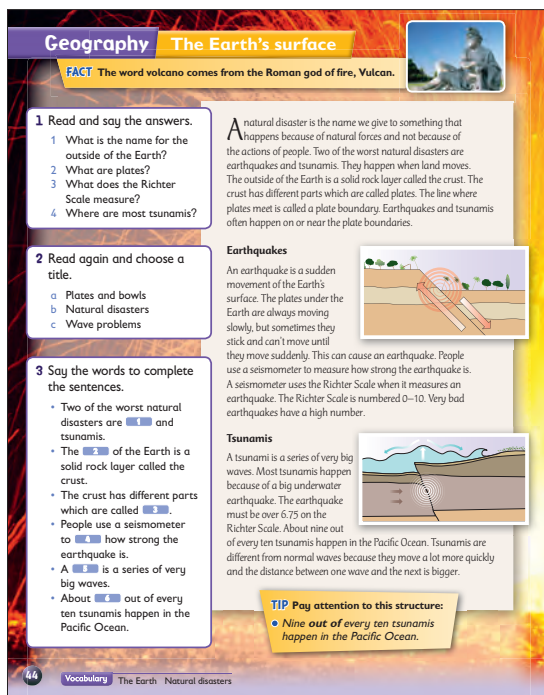 Geography The Earth's surface
FACT The word volcano comes from the Roman god of fire, Vulcan.
1 Read and say the answers.
1 What is the name for the
outside of the Earth?
2 What are plates?
3 What does the Richter
Scale measure?
4 Where are most tsunamis?
2 Read again and choose a
title.
a Plates and bowls
b Natural disasters
c Wave problems
3 Say the words to complete
the sentences.
• Two of the worst natural
disasters are 1 and
tsunamis.
• The 2 of the Earth is a
solid rock layer called the
crust.
• The crust has different parts
which are called 3.
• People use a seismometer
to 4 how strong the
earthquake is.
• A 5 is a series of very
big waves.
• About 6 out of every
ten tsunamis happen in the
Pacific Ocean.
A natural disaster is the name we give to something that
happens because of natural forces and not because of
the actions of people. Two of the worst natural disasters are
earthquakes and tsunamis. They happen when land moves.
The outside of the Earth is a solid rock layer called the crust. The
crust has different parts which are called plates. The line where
plates meet is called a plate boundary. Earthquakes and tsunamis
often happen on or near the plate boundaries.
Earthquakes
An earthquake is a sudden
movement of the Earth's
surface. The plates under the
Earth are always moving
slowly, but sometimes they
stick and can't move until
they move suddenly. This can cause an earthquake. People
use a seismometer to measure how strong the earthquake is.
A seismometer uses the Richter Scale when it measures an
earthquake. The Richter Scale is numbered 0–10. Very bad
earthquakes have a high number.
Tsunamis
A tsunami is a series of very big
waves. Most tsunamis happen
because of a big underwater
earthquake. The earthquake
must be over 6.75 on the
Richter Scale. About nine out
of every ten tsunamis happen in the Pacific Ocean. Tsunamis are
different from normal waves because they move a lot more quickly
and the distance between one wave and the next is bigger.
TIP Pay attention to this structure:
• Nine out of every ten tsunamis
happen in the Pacific Ocean.
44 Vocabulary The Earth Natural disasters